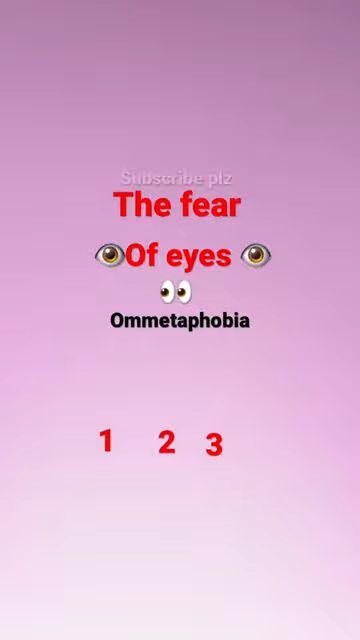 Subscribe plz
The fear
👁️Of eyes 👁️
👀
Ommetaphobia
1 2 3